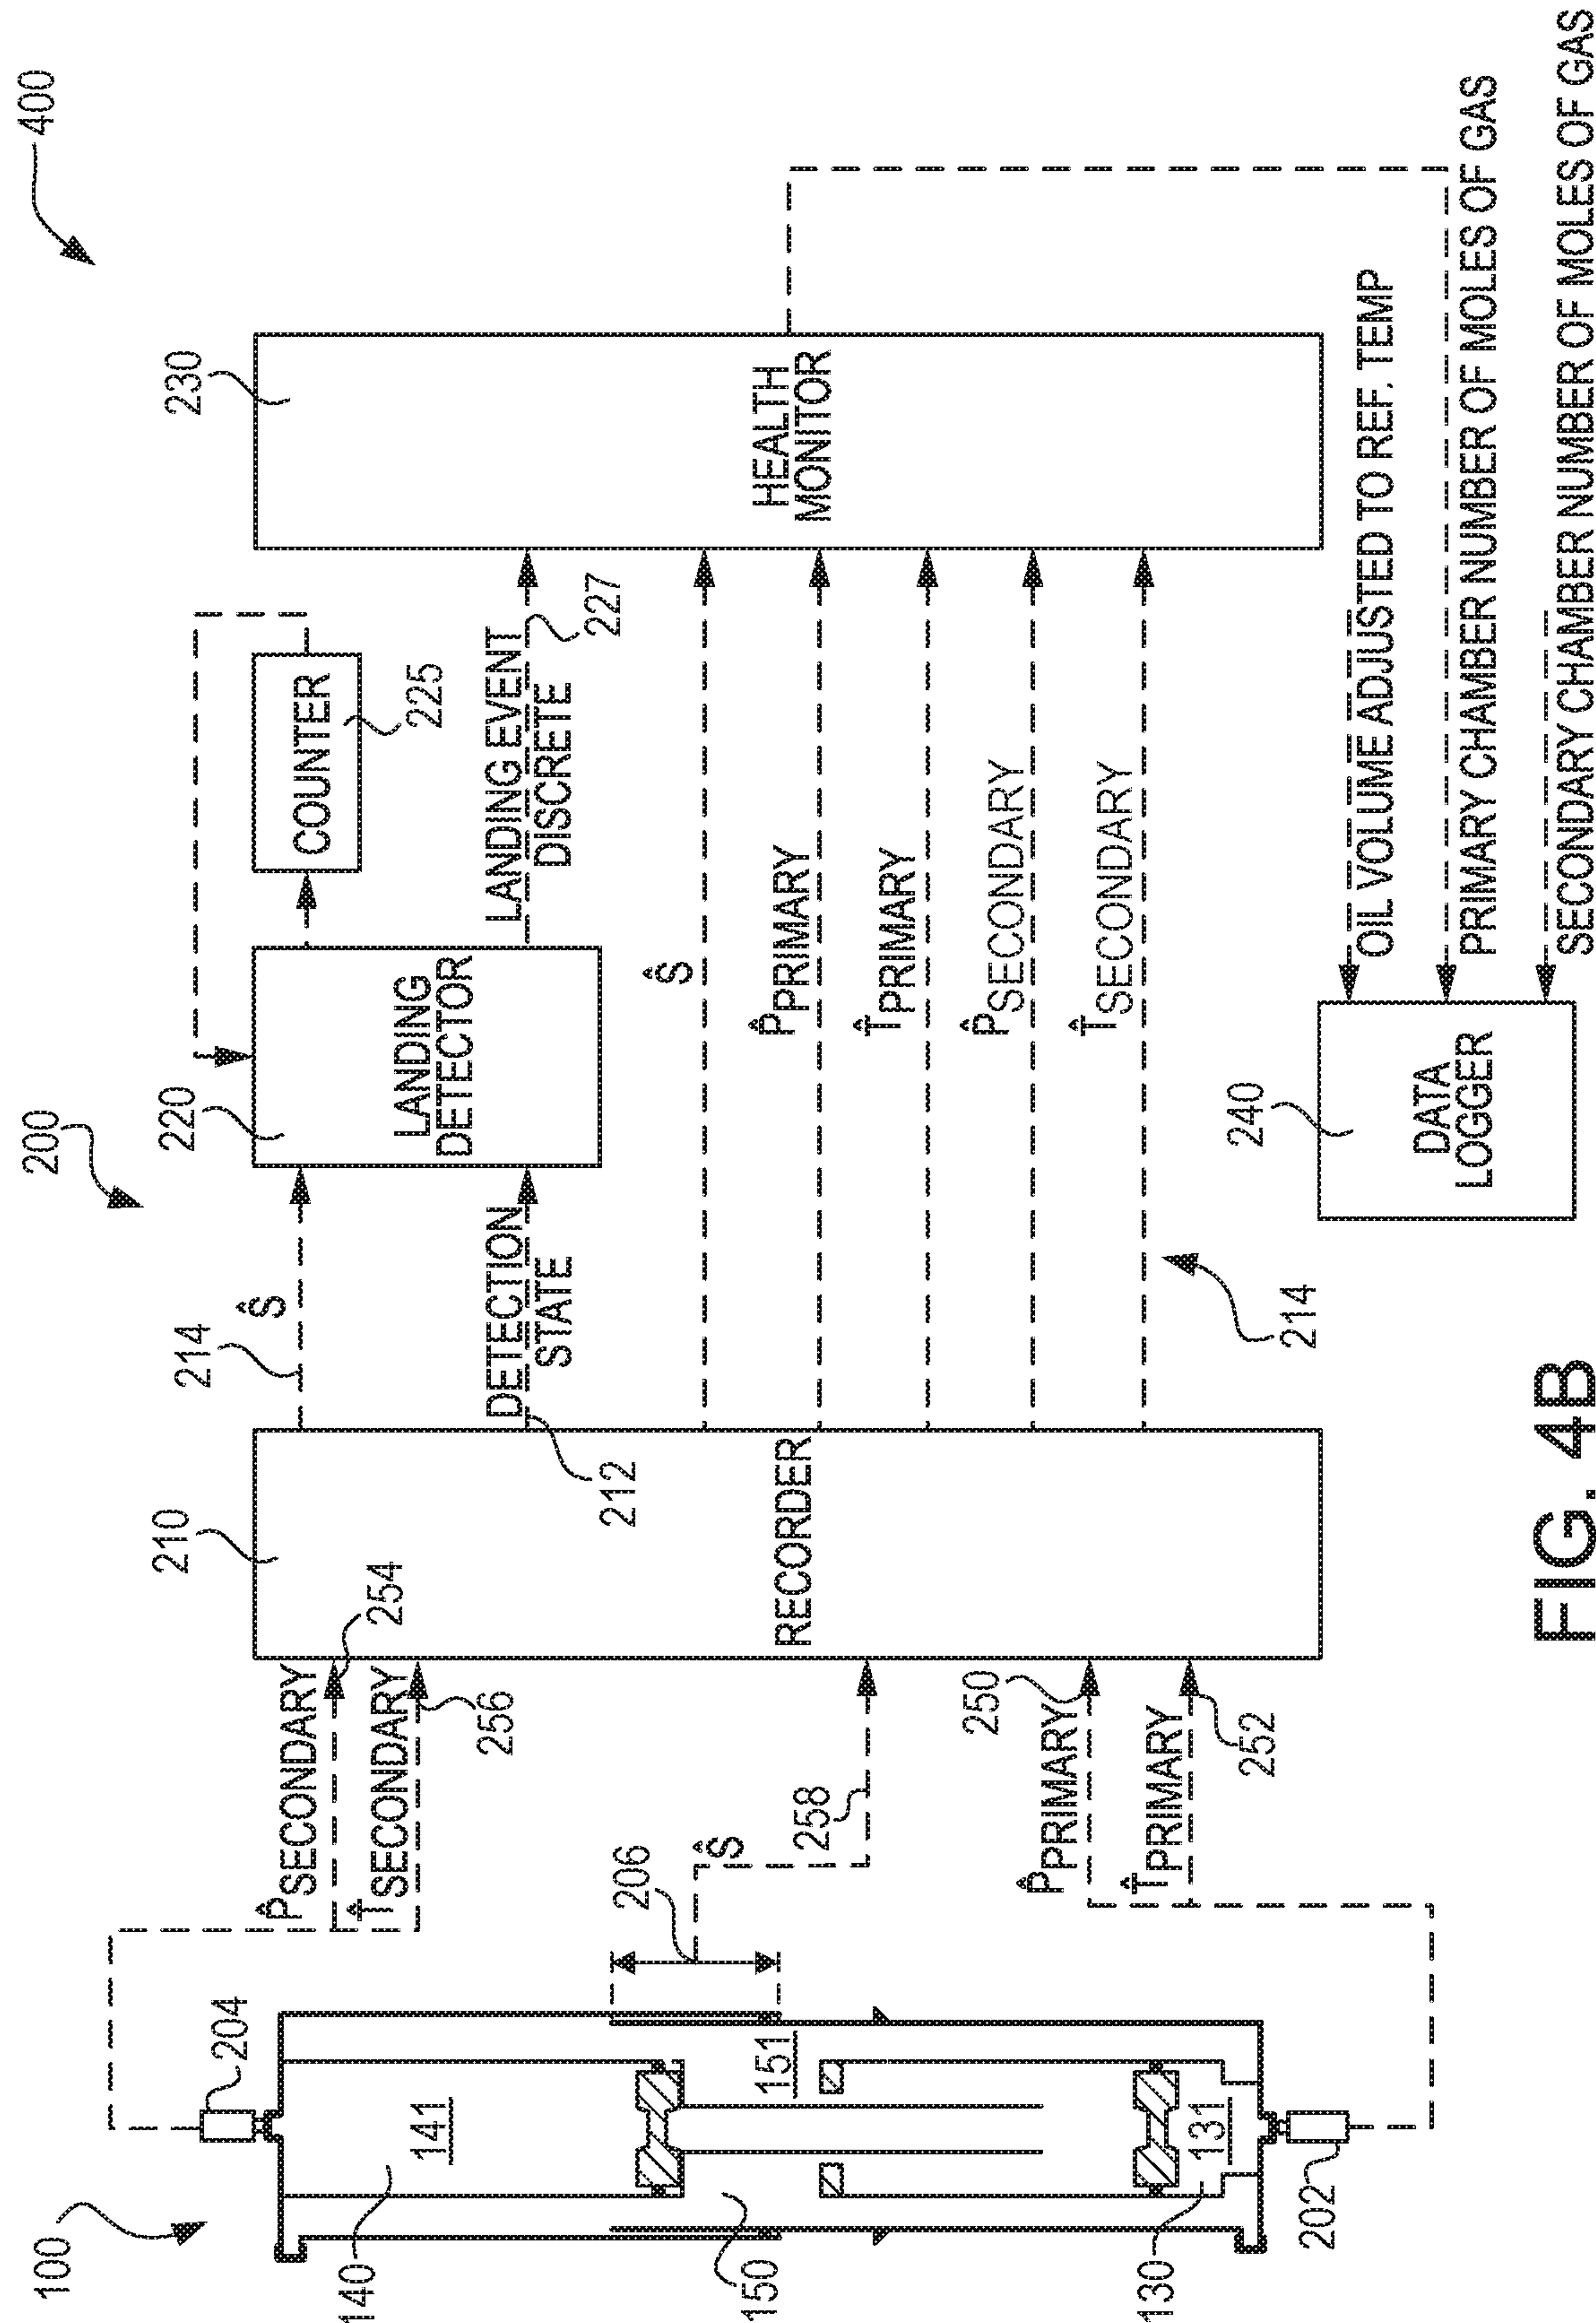 400
200
100
204
140
141
150
151
130
131
202
206
P̂SECONDARY
254
T̂SECONDARY
256
Ŝ
258
P̂PRIMARY
250
T̂PRIMARY
252
210
RECORDER
214
Ŝ
DETECTION
STATE
212
220
LANDING
DETECTOR
COUNTER
225
LANDING EVENT
DISCRETE
227
Ŝ
P̂PRIMARY
T̂PRIMARY
P̂SECONDARY
T̂SECONDARY
214
230
HEALTH
MONITOR
240
DATA
LOGGER
OIL VOLUME ADJUSTED TO REF. TEMP
PRIMARY CHAMBER NUMBER OF MOLES OF GAS
SECONDARY CHAMBER NUMBER OF MOLES OF GAS
FIG. 4B